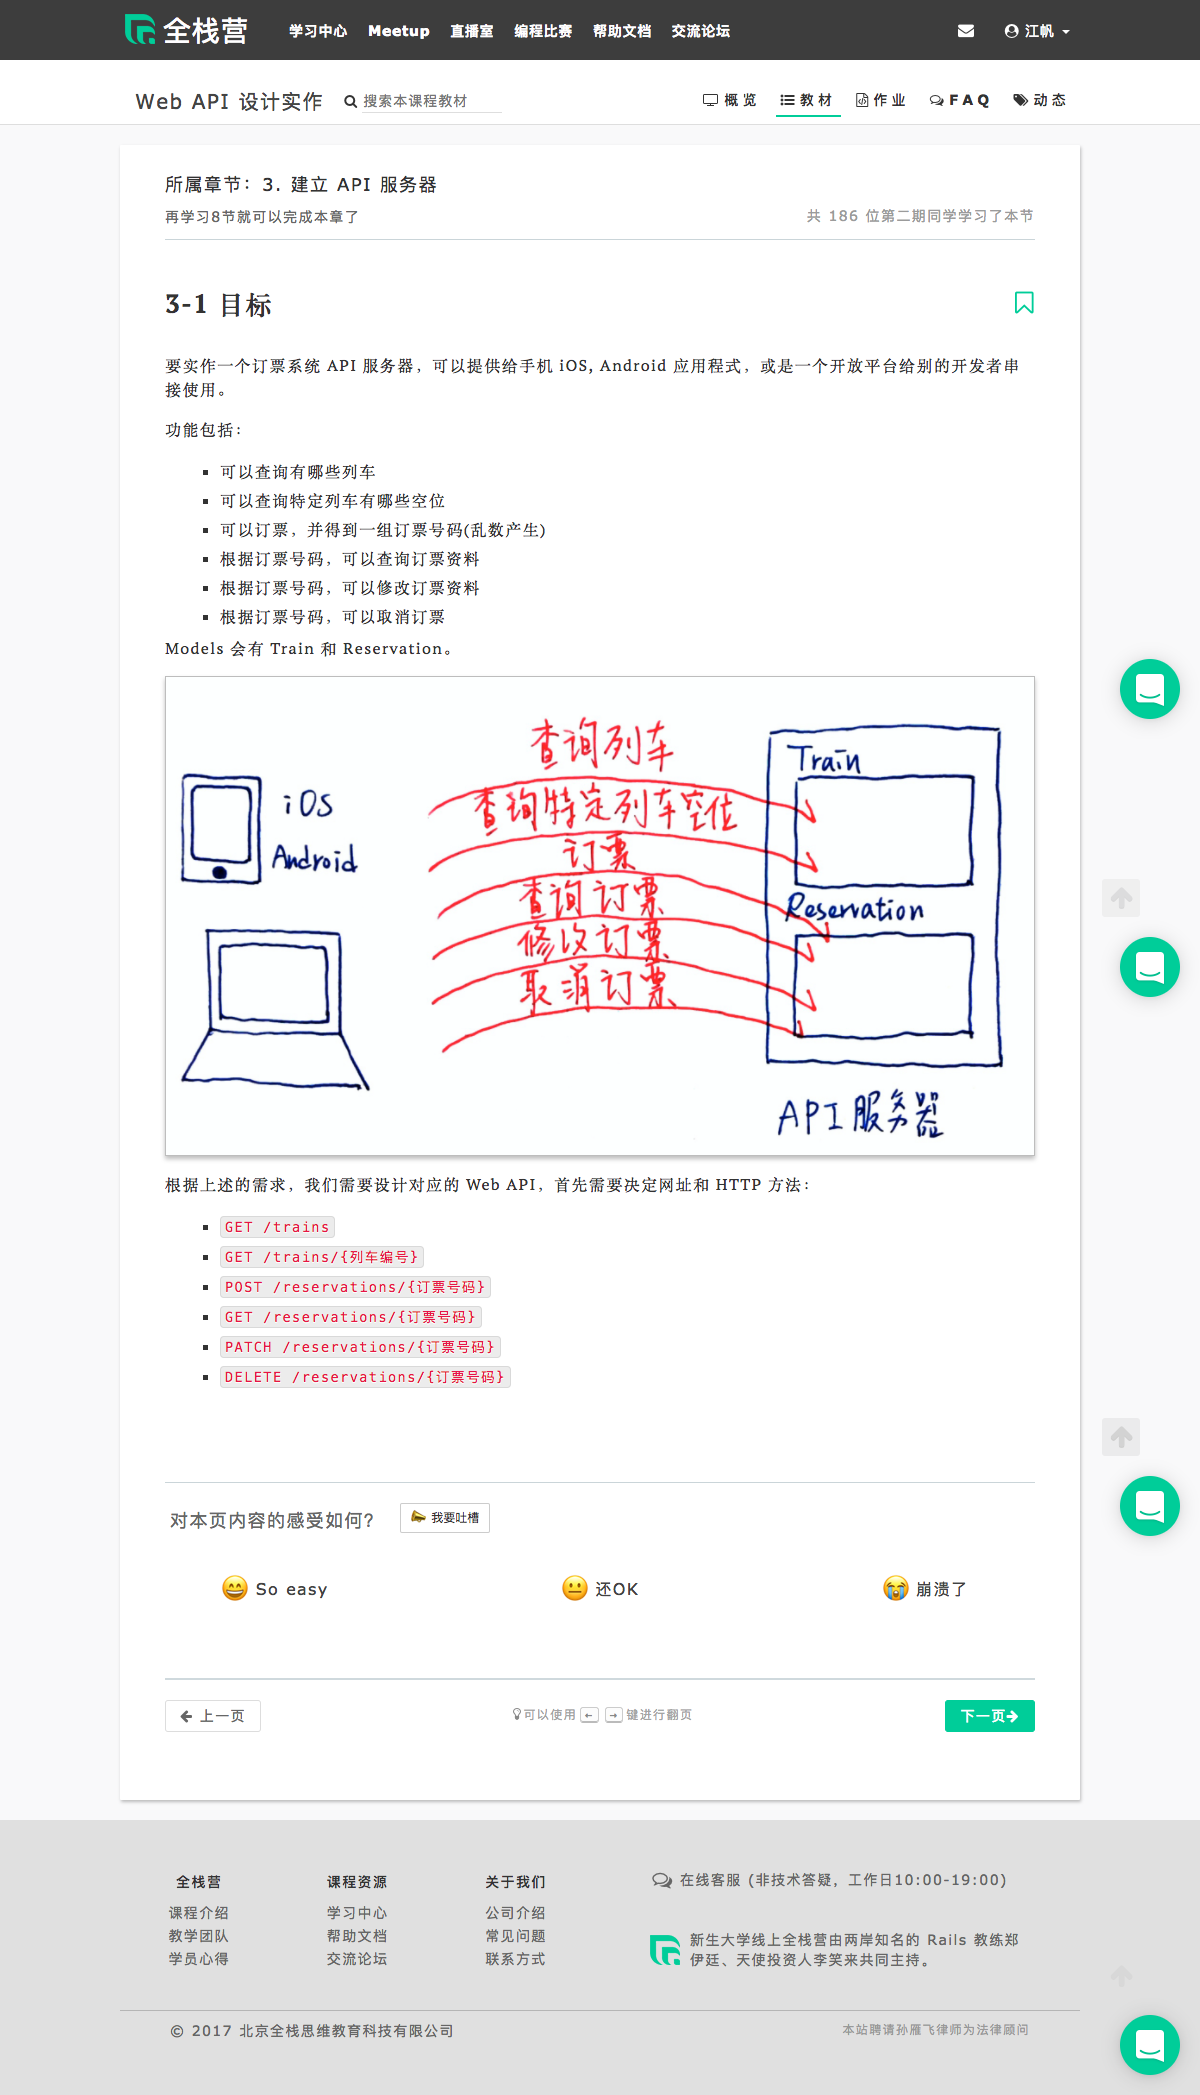 全栈营
学习中心 Meetup 直播室 编程比赛 帮助文档 交流论坛 江帆
Web API 设计实作 搜索本课程教材 概览 教材 作业 FAQ 动态
所属章节：3. 建立 API 服务器
再学习8节就可以完成本章了
共 186 位第二期同学学习了本节
3-1 目标
要实作一个订票系统 API 服务器，可以提供给手机 iOS, Android 应用程式，或是一个开放平台给别的开发者串
接使用。
功能包括：
可以查询有哪些列车
可以查询特定列车有哪些空位
可以订票，并得到一组订票号码(乱数产生)
根据订票号码，可以查询订票资料
根据订票号码，可以修改订票资料
根据订票号码，可以取消订票
Models 会有 Train 和 Reservation。
iOS
Android
查询列车
查询特定列车空位
订票
查询订票
修改订票
取消订票
Train
Reservation
API 服务器
根据上述的需求，我们需要设计对应的 Web API，首先需要决定网址和 HTTP 方法：
GET /trains
GET /trains/{列车编号}
POST /reservations/{订票号码}
GET /reservations/{订票号码}
PATCH /reservations/{订票号码}
DELETE /reservations/{订票号码}
对本页内容的感受如何? 我要吐槽
So easy 还OK 崩溃了
上一页 可以使用 ← → 键进行翻页 下一页
全栈营
课程介绍
教学团队
学员心得
课程资源
学习中心
帮助文档
交流论坛
关于我们
公司介绍
常见问题
联系方式
在线客服 (非技术答疑，工作日10:00-19:00)
新生大学线上全栈营由两岸知名的 Rails 教练郑
伊廷、天使投资人李笑来共同主持。
© 2017 北京全栈思维教育科技有限公司
本站聘请孙雁飞律师为法律顾问